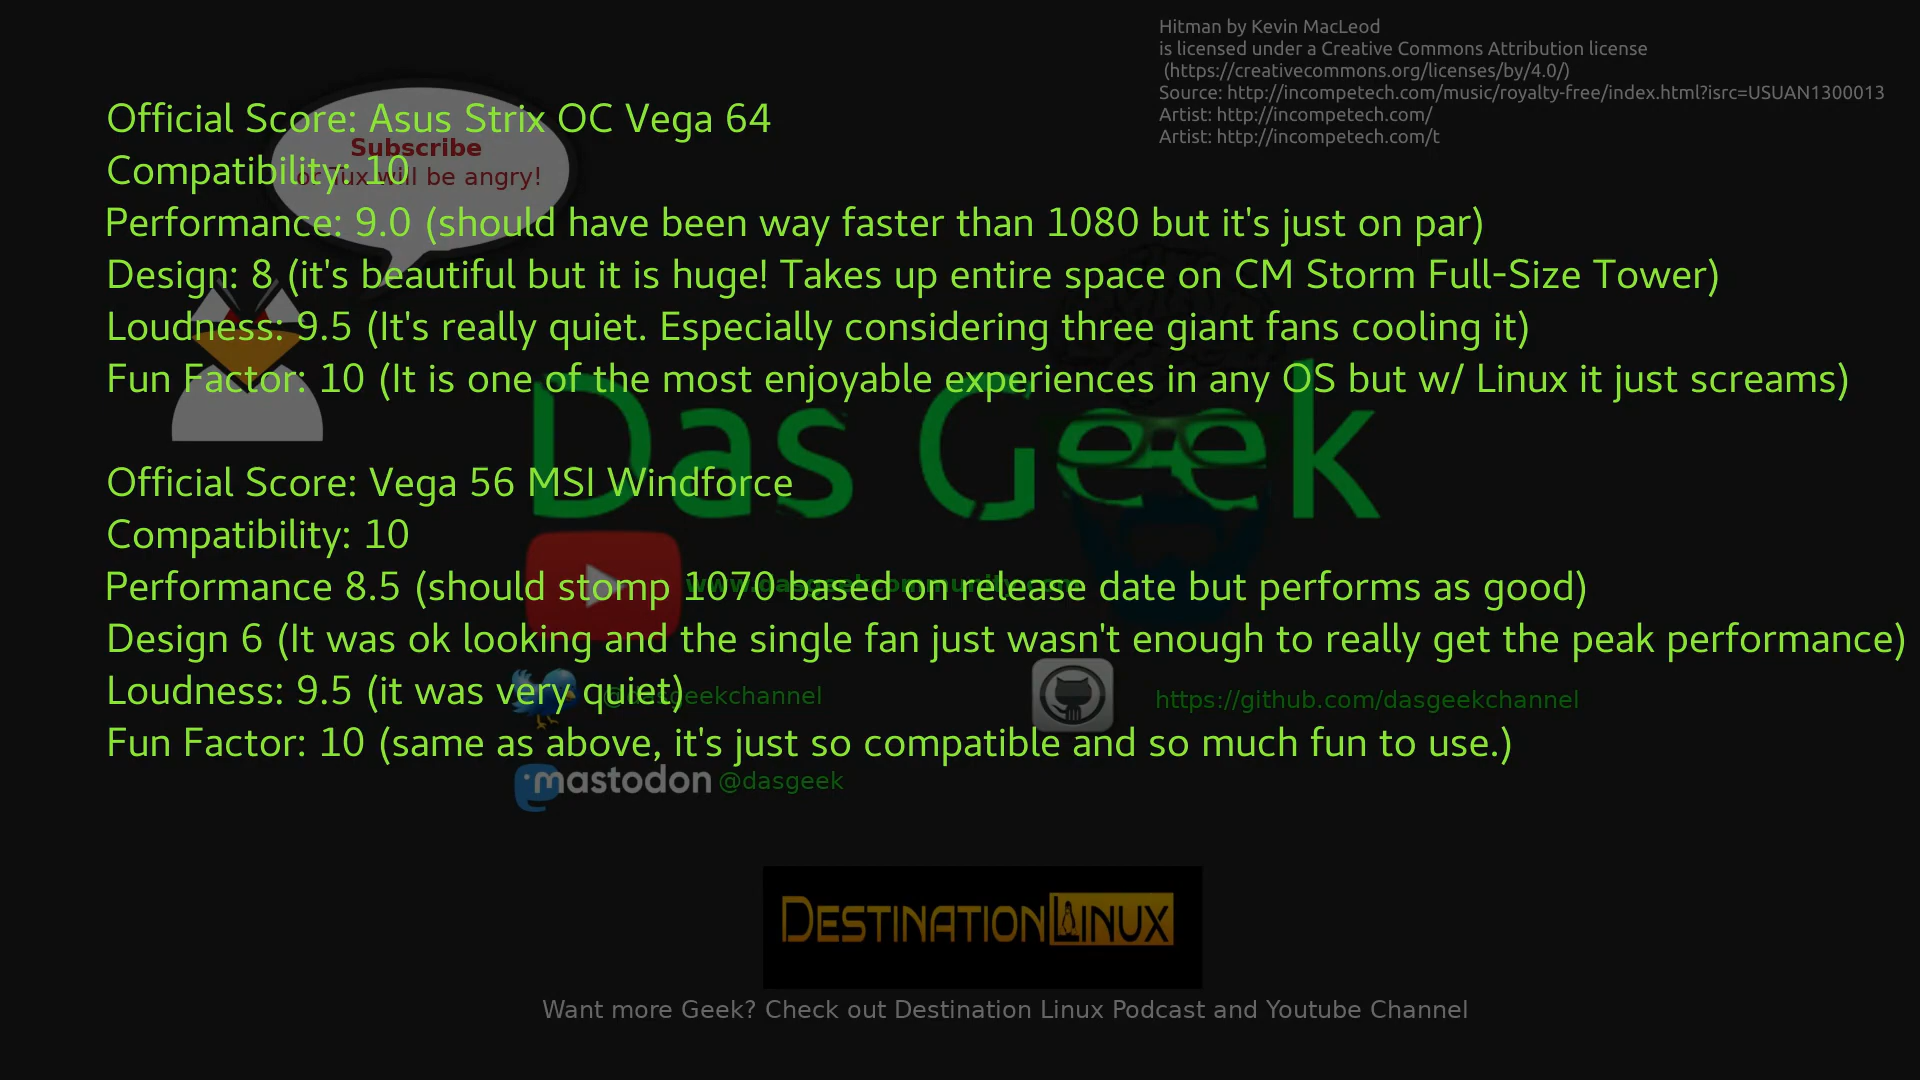 Hitman by Kevin MacLeod
is licensed under a Creative Commons Attribution license
(https://creativecommons.org/licenses/by/4.0/)
Source: http://incompetech.com/music/royalty-free/index.html?isrc=USUAN1300013
Artist: http://incompetech.com/
Artist: http://incompetech.com/t
Official Score: Asus Strix OC Vega 64
Subscribe
Compatibility: 10
or Tux will be angry!
Performance: 9.0 (should have been way faster than 1080 but it's just on par)
Design: 8 (it's beautiful but it is huge! Takes up entire space on CM Storm Full-Size Tower)
Loudness: 9.5 (It's really quiet. Especially considering three giant fans cooling it)
Fun Factor: 10 (It is one of the most enjoyable experiences in any OS but w/ Linux it just screams)
Das Geek
Official Score: Vega 56 MSI Windforce
Compatibility: 10
Performance 8.5 (should stomp 1070 based on release date but performs as good)
www.dasgeekcommunity.com
Design 6 (It was ok looking and the single fan just wasn't enough to really get the peak performance)
Loudness: 9.5 (it was very quiet)
@dasgeekchannel
https://github.com/dasgeekchannel
Fun Factor: 10 (same as above, it's just so compatible and so much fun to use.)
mastodon @dasgeek
DESTINATION LINUX
Want more Geek? Check out Destination Linux Podcast and Youtube Channel